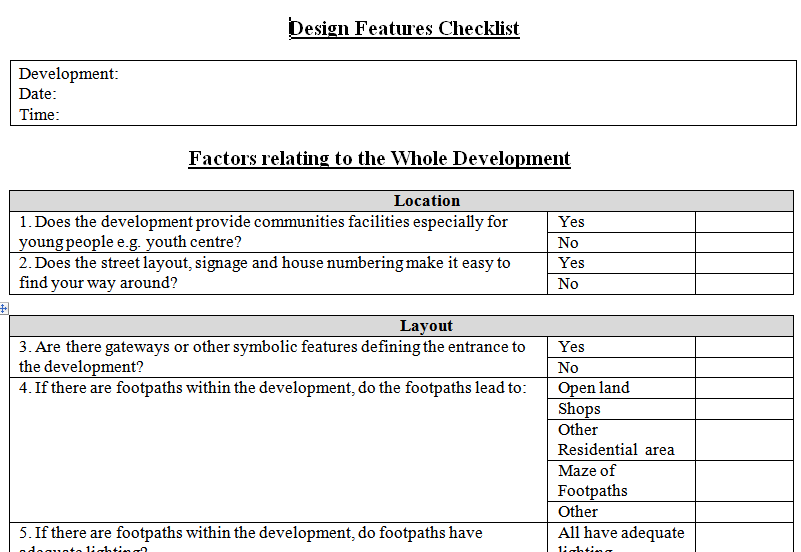 Design Features Checklist
Development:
Date:
Time:
Factors relating to the Whole Development
Location
1. Does the development provide communities facilities especially for
young people e.g. youth centre?
Yes
No
2. Does the street layout, signage and house numbering make it easy to
find your way around?
Yes
No
Layout
3. Are there gateways or other symbolic features defining the entrance to
the development?
Yes
No
4. If there are footpaths within the development, do the footpaths lead to:
Open land
Shops
Other
Residential area
Maze of
Footpaths
Other
5. If there are footpaths within the development, do footpaths have
adequate lighting?
All have adequate
lighting